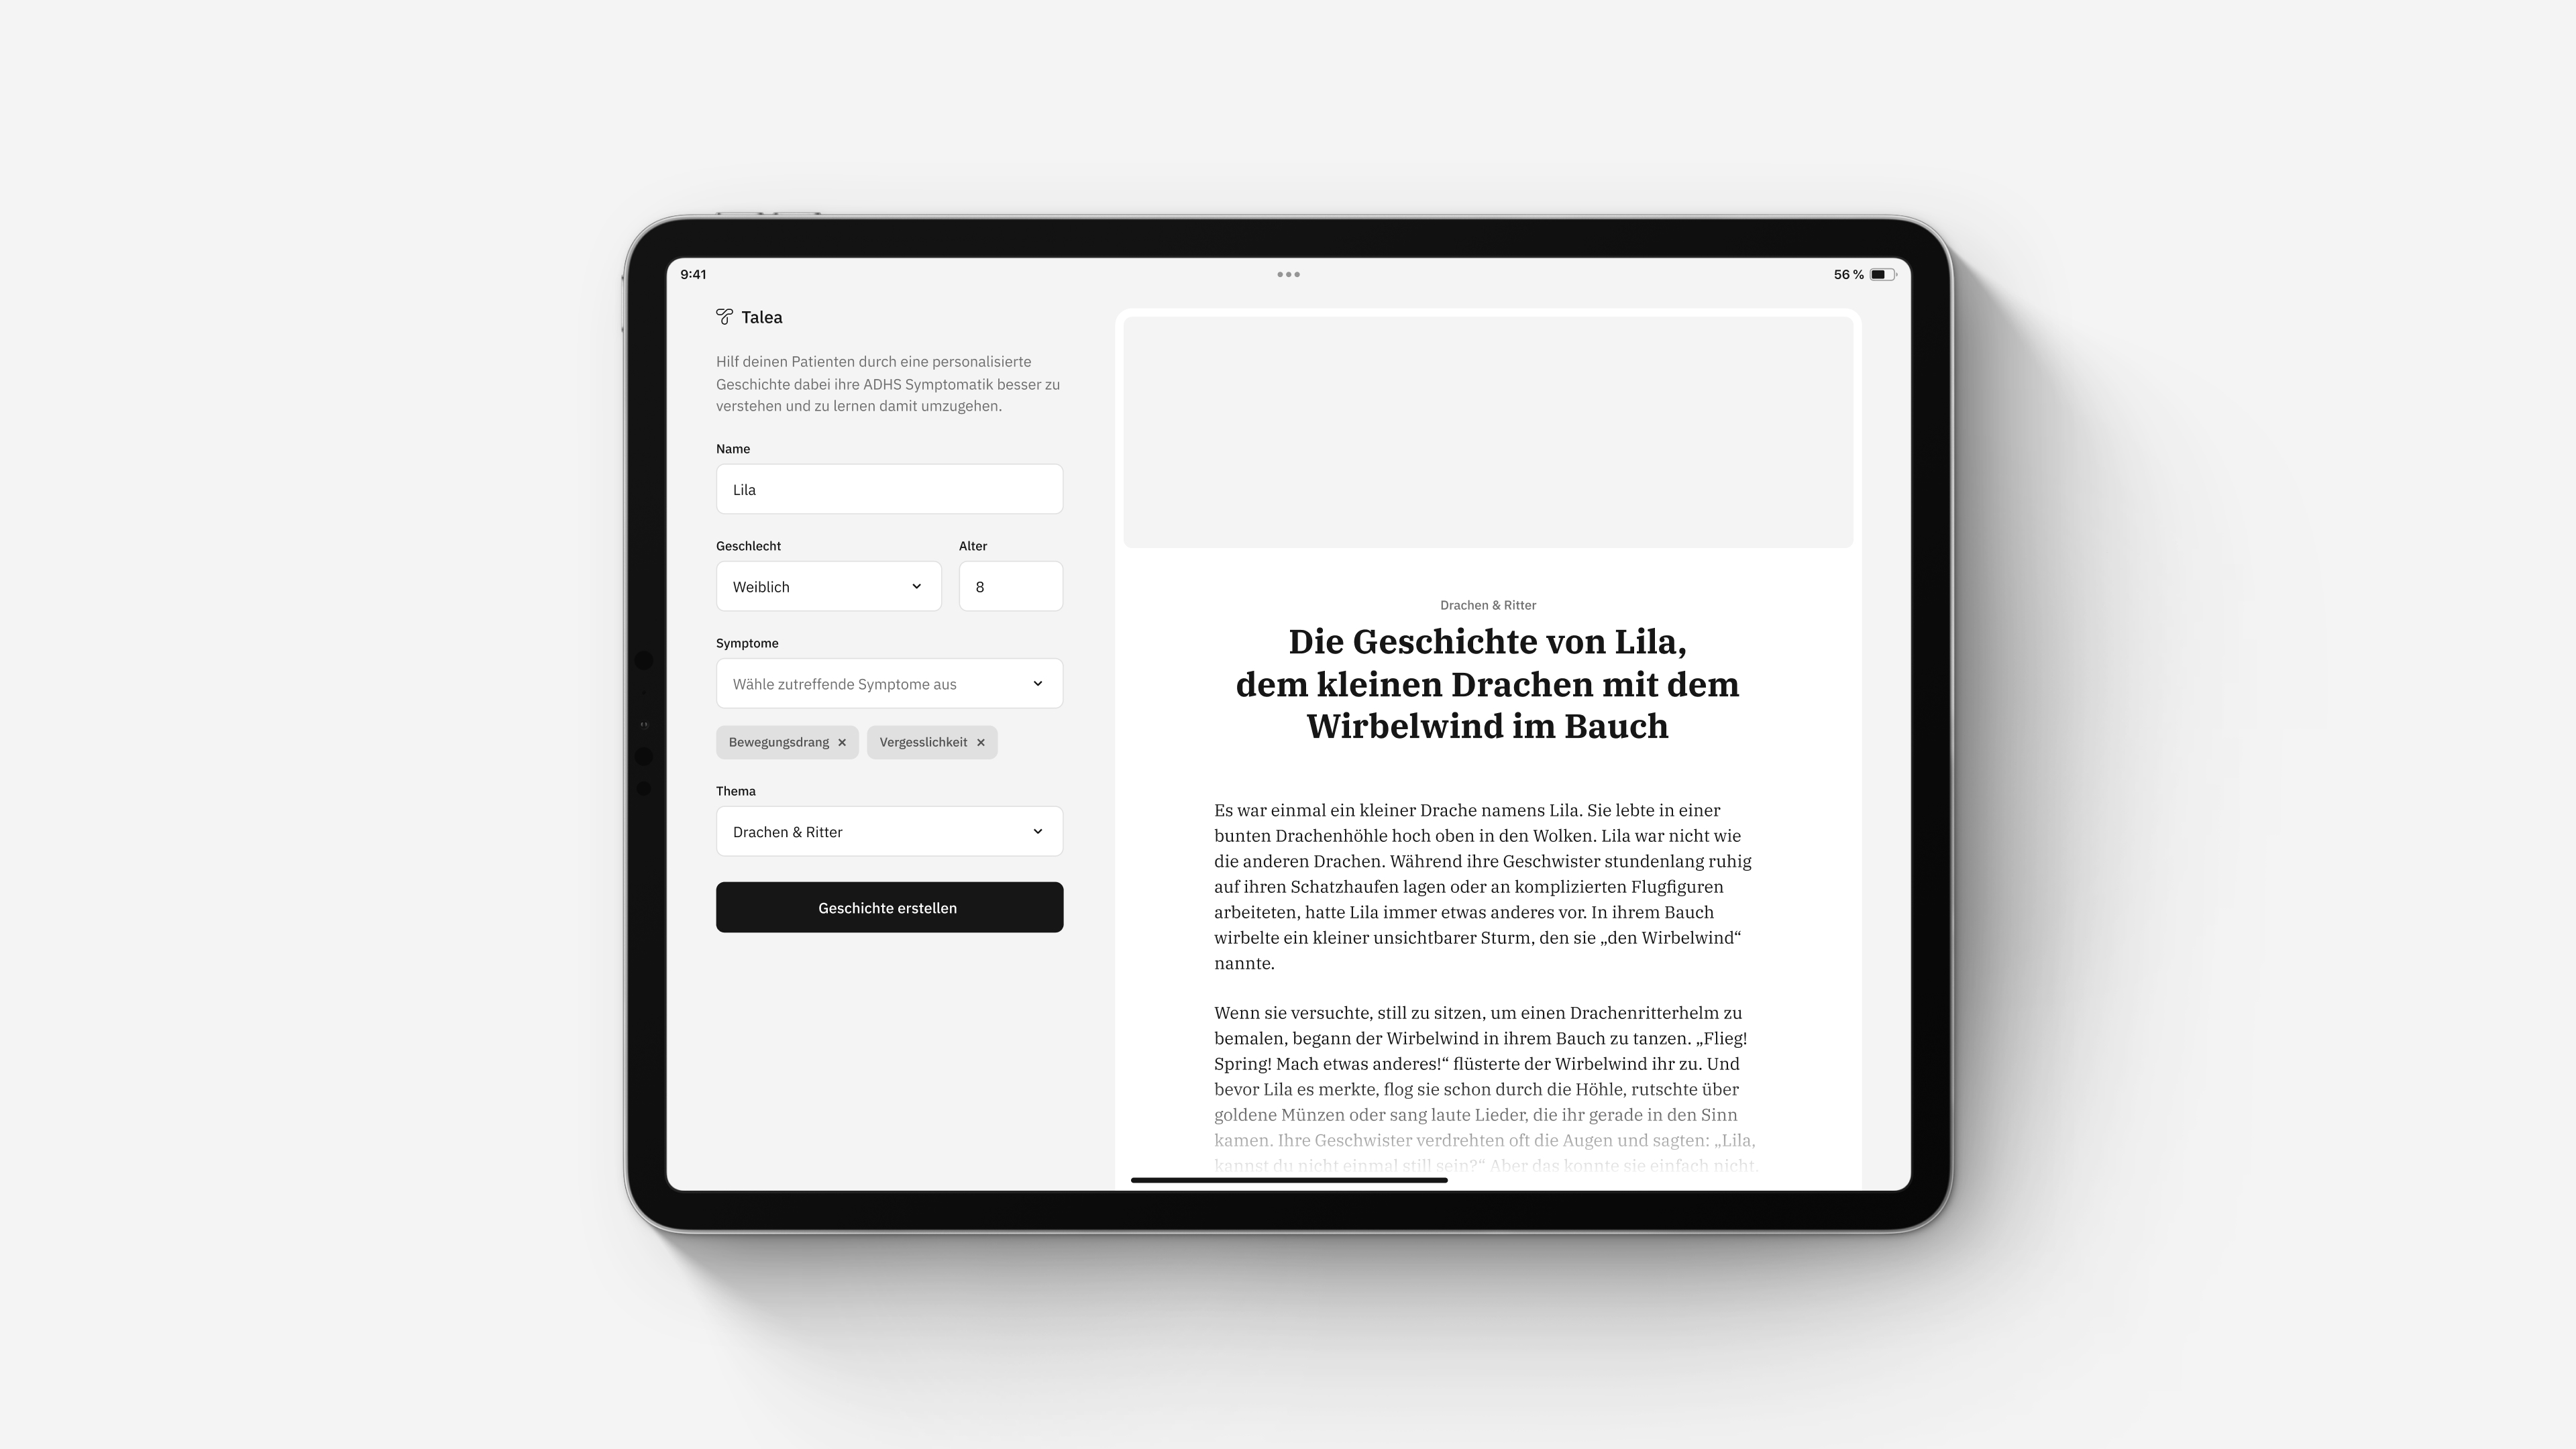 9:41
56 %
Talea
Hilf deinen Patienten durch eine personalisierte
Geschichte dabei ihre ADHS Symptomatik besser zu
verstehen und zu lernen damit umzugehen.
Name
Lila
Geschlecht
Alter
Weiblich
8
Symptome
Wähle zutreffende Symptome aus
Bewegungsdrang
Vergesslichkeit
Thema
Drachen & Ritter
Geschichte erstellen
Drachen & Ritter
Die Geschichte von Lila,
dem kleinen Drachen mit dem
Wirbelwind im Bauch
Es war einmal ein kleiner Drache namens Lila. Sie lebte in einer
bunten Drachenhöhle hoch oben in den Wolken. Lila war nicht wie
die anderen Drachen. Während ihre Geschwister stundenlang ruhig
auf ihren Schatzhaufen lagen oder an komplizierten Flugfiguren
arbeiteten, hatte Lila immer etwas anderes vor. In ihrem Bauch
wirbelte ein kleiner unsichtbarer Sturm, den sie „den Wirbelwind“
nannte.
Wenn sie versuchte, still zu sitzen, um einen Drachenritterhelm zu
bemalen, begann der Wirbelwind in ihrem Bauch zu tanzen. „Flieg!
Spring! Mach etwas anderes!“ flüsterte der Wirbelwind ihr zu. Und
bevor Lila es merkte, flog sie schon durch die Höhle, rutschte über
goldene Münzen oder sang laute Lieder, die ihr gerade in den Sinn
kamen. Ihre Geschwister verdrehten oft die Augen und sagten: „Lila,
kannst du nicht einmal still sein?“ Aber das konnte sie einfach nicht.